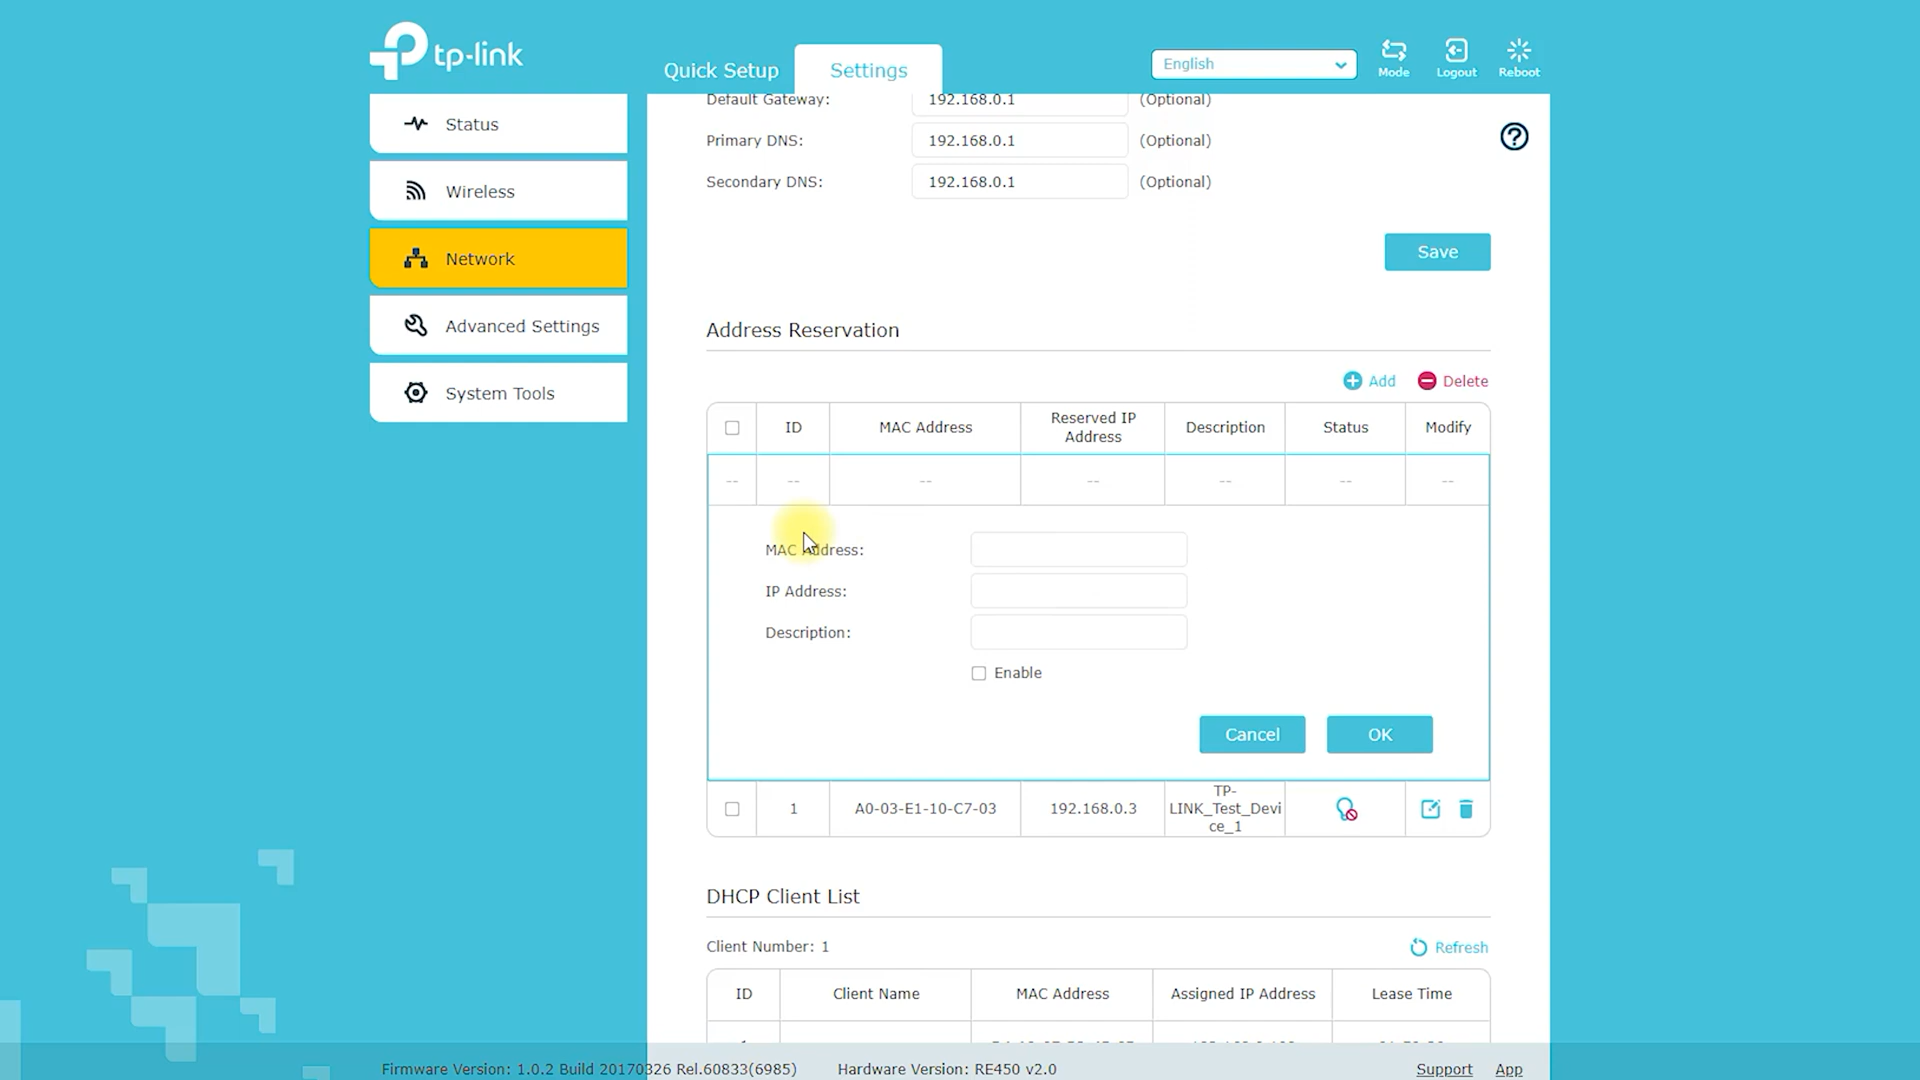 tp-link
Quick Setup
Settings
English
Mode
Logout
Reboot
Status
Wireless
Network
Advanced Settings
System Tools
Default Gateway: 192.168.0.1 (Optional)
Primary DNS: 192.168.0.1 (Optional)
Secondary DNS: 192.168.0.1 (Optional)
Save
Address Reservation
Add Delete
ID MAC Address Reserved IP Address Description Status Modify
-- -- -- -- -- -- --
MAC Address:
IP Address:
Description:
Enable
Cancel OK
1 A0-03-E1-10-C7-03 192.168.0.3 TP-LINK_Test_Device_1
DHCP Client List
Client Number: 1
Refresh
ID Client Name MAC Address Assigned IP Address Lease Time
Firmware Version: 1.0.2 Build 20170326 Rel.60833(6985) Hardware Version: RE450 v2.0 Support App